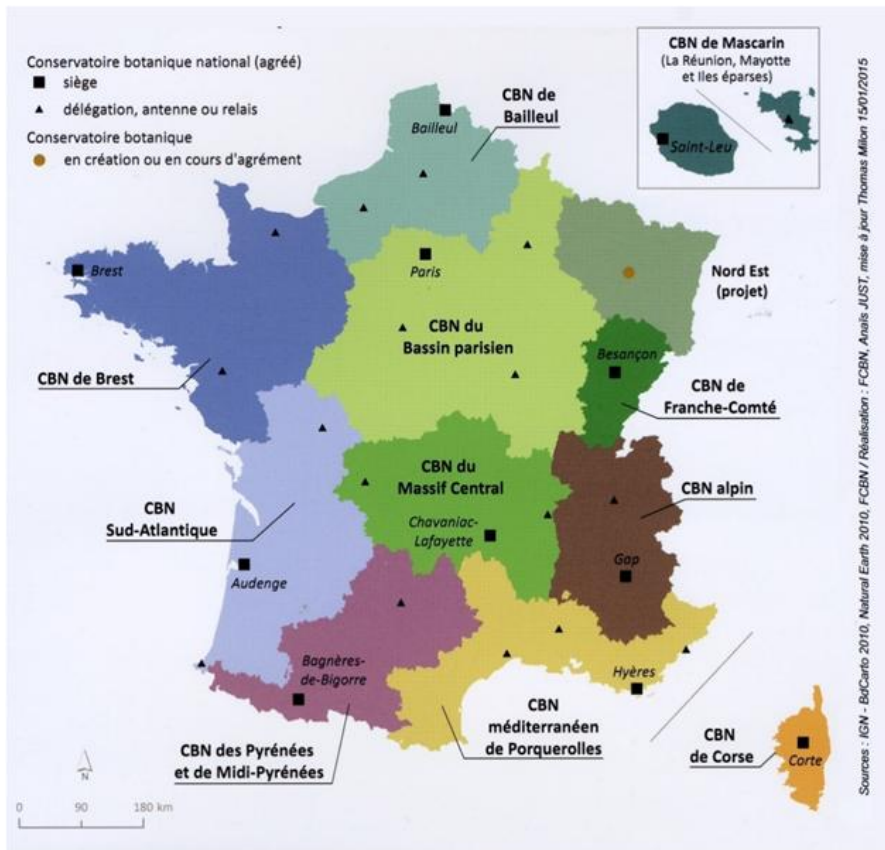 Conservatoire botanique national (agréé)
siège
délégation, antenne ou relais
Conservatoire botanique
en création ou en cours d'agrément
CBN de Mascarin
(La Réunion, Mayotte
et Iles éparses)
Saint-Leu
CBN de
Bailleul
Bailleul
Brest
Paris
Nord Est
(projet)
CBN du
Bassin parisien
Besançon
CBN de Brest
CBN de
Franche-Comté
CBN du
Massif Central
CBN alpin
CBN
Sud-Atlantique
Chavaniac-
Lafayette
Audenge
Gap
Bagnères-
de-Bigorre
Hyères
CBN
méditerranéen
de Porquerolles
CBN des Pyrénées
et de Midi-Pyrénées
CBN
de Corse
Corte
N
0 90 180 km
Sources : IGN - BdCarto 2010, Natural Earth 2010, FCBN / Réalisation : FCBN, Anaïs JUST, mise à jour Thomas Milon 15/01/2015